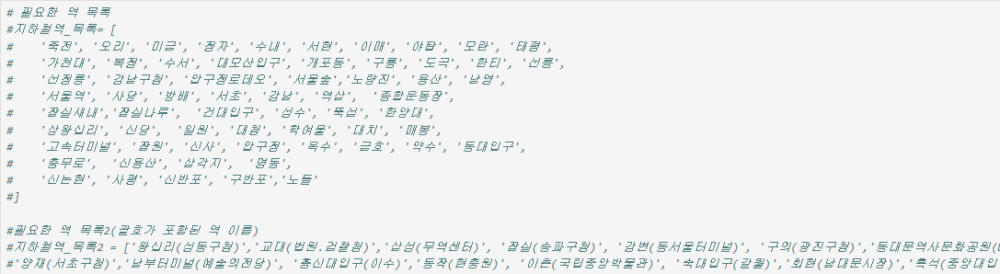 # 필요한 역 목록
#지하철역_목록= [
#    '죽전', '오리', '미금', '정자', '수내', '서현', '이매', '야탑', '모란', '태평',
#    '가천대', '복정', '수서', '대모산입구', '개포동', '구룡', '도곡', '한티', '선릉',
#    '선정릉', '강남구청', '압구정로데오', '서울숲','노량진', '용산', '남영',
#    '서울역', '사당', '방배', '서초', '강남', '역삼',  '종합운동장',
#    '잠실새내','잠실나루',  '건대입구', '성수', '뚝섬', '한양대',
#    '상왕십리', '신당',  '일원', '대청', '학여울', '대치', '매봉',
#    '고속터미널', '잠원', '신사', '압구정', '옥수', '금호', '약수', '동대입구',
#    '충무로',  '신용산', '삼각지',  '명동',
#    '신논현', '사평', '신반포', '구반포','노들'
#]
#필요한 역 목록2(괄호가 포함된 역 이름)
#지하철역_목록2 = ['왕십리(성동구청)','교대(법원.검찰청)','삼성(무역센터)', '잠실(송파구청)', '강변(동서울터미널)', '구의(광진구청)','동대문역사문화공원(
#'양재(서초구청)','남부터미널(예술의전당)', '총신대입구(이수)','동작(현충원)', '이촌(국립중앙박물관)', '숙대입구(갈월)','회현(남대문시장)','흑석(중앙대입